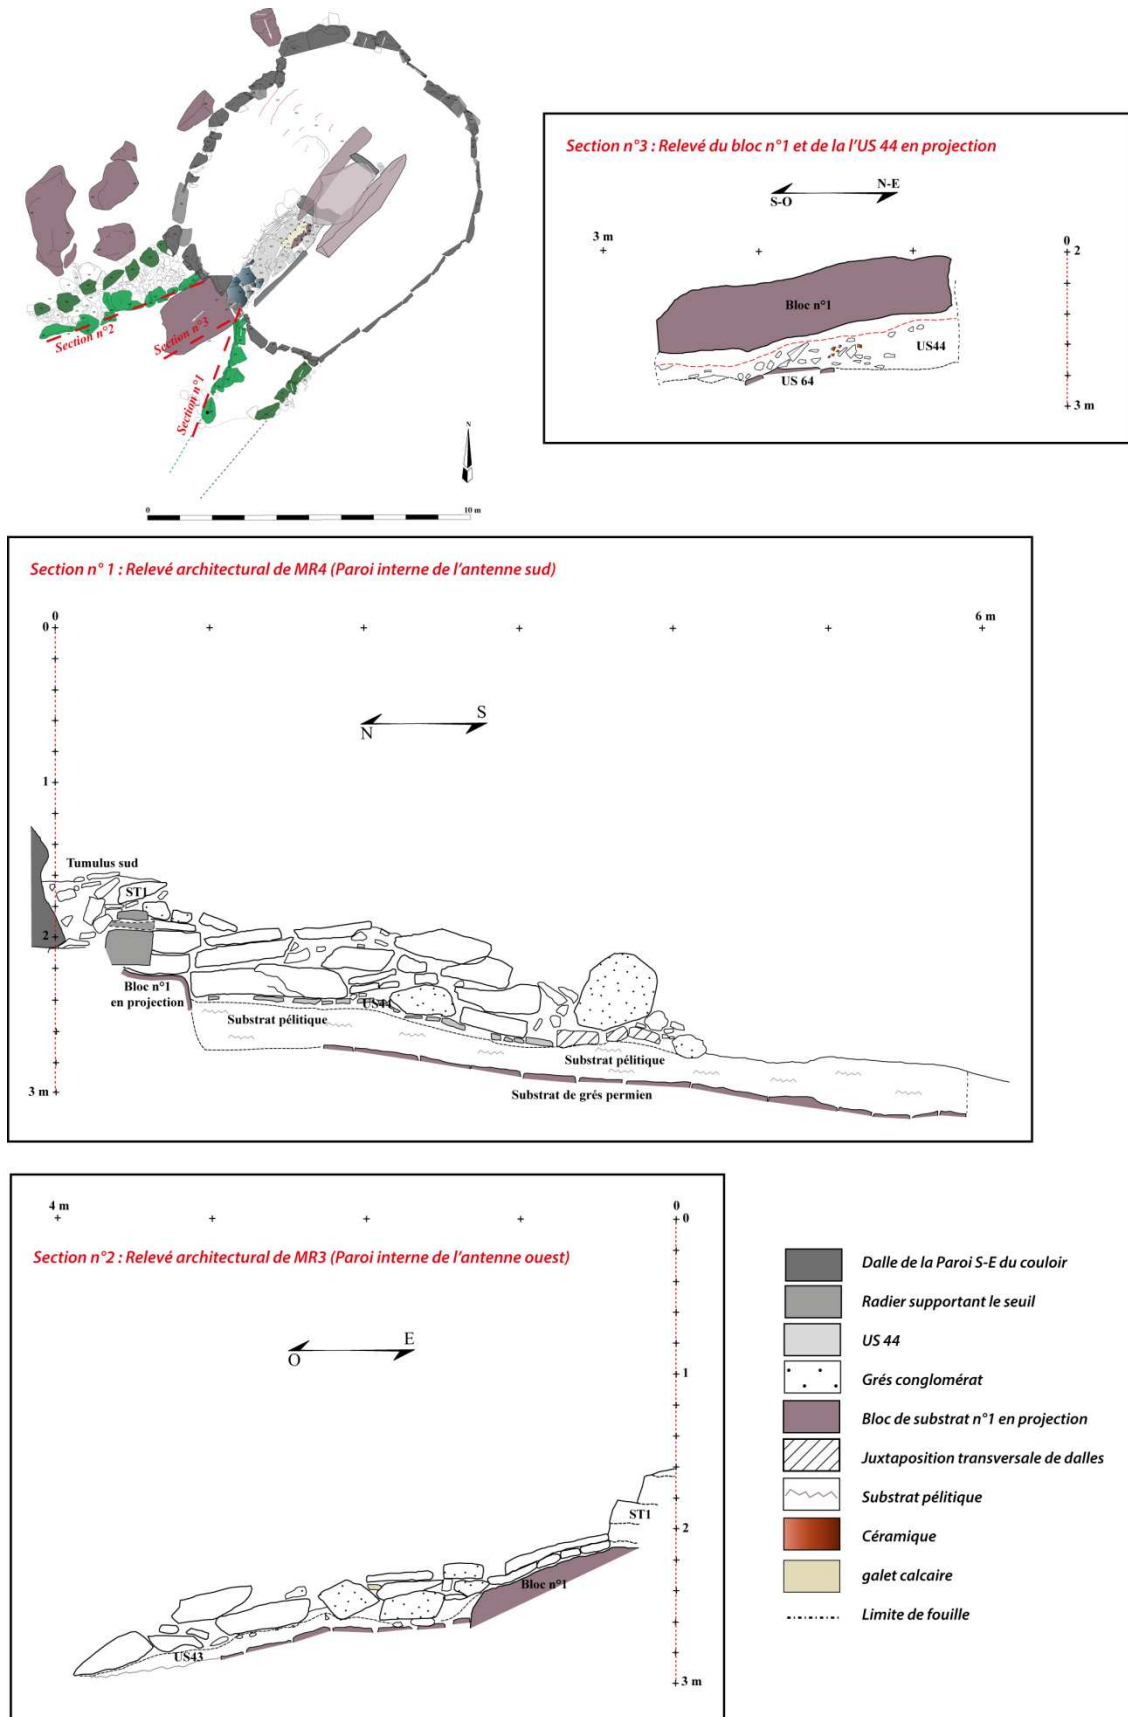 Section n°2
Section n°3
Section n°1
N
0
10 m
Section n°3 : Relevé du bloc n°1 et de la l'US 44 en projection
N-E
S-O
3 m
0
2
Bloc n°1
US44
US 64
3 m
Section n° 1 : Relevé architectural de MR4 (Paroi interne de l'antenne sud)
0
0
6 m
S
N
1
Tumulus sud
ST1
2
Bloc n°1
en projection
US44
Substrat pélitique
Substrat pélitique
Substrat de grés permien
3 m
4 m
0
0
Section n°2 : Relevé architectural de MR3 (Paroi interne de l'antenne ouest)
E
O
1
ST1
2
Bloc n°1
US43
3 m
Dalle de la Paroi S-E du couloir
Radier supportant le seuil
US 44
Grés conglomérat
Bloc de substrat n°1 en projection
Juxtaposition transversale de dalles
Substrat pélitique
Céramique
galet calcaire
Limite de fouille